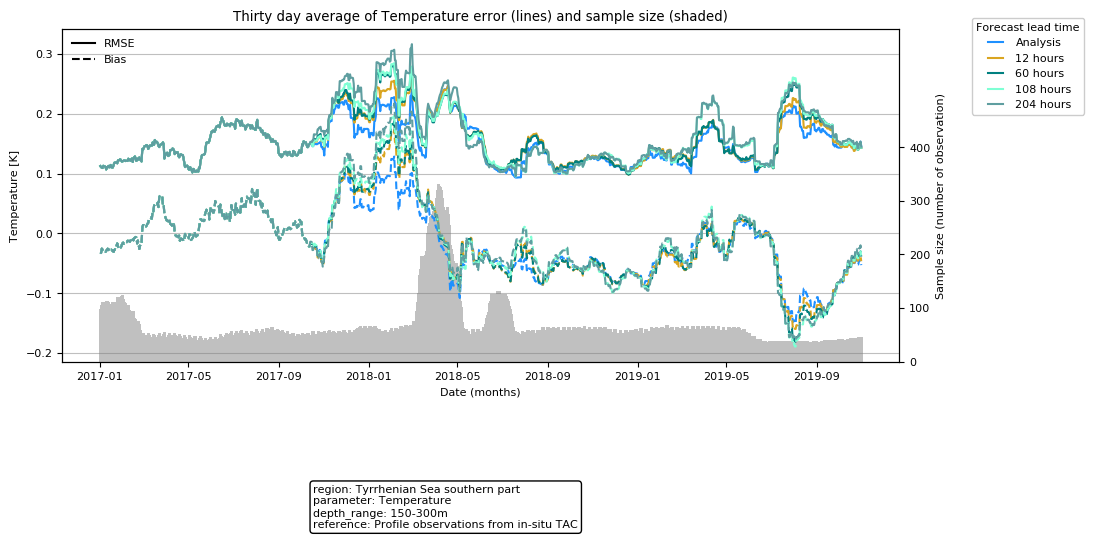 Thirty day average of Temperature error (lines) and sample size (shaded)
RMSE
Bias
Forecast lead time
Analysis
12 hours
60 hours
108 hours
204 hours
Temperature [K]
0.3
0.2
0.1
0.0
−0.1
−0.2
Sample size (number of observation)
400
300
200
100
0
2017-01 2017-05 2017-09 2018-01 2018-05 2018-09 2019-01 2019-05 2019-09
Date (months)
region: Tyrrhenian Sea southern part
parameter: Temperature
depth_range: 150-300m
reference: Profile observations from in-situ TAC